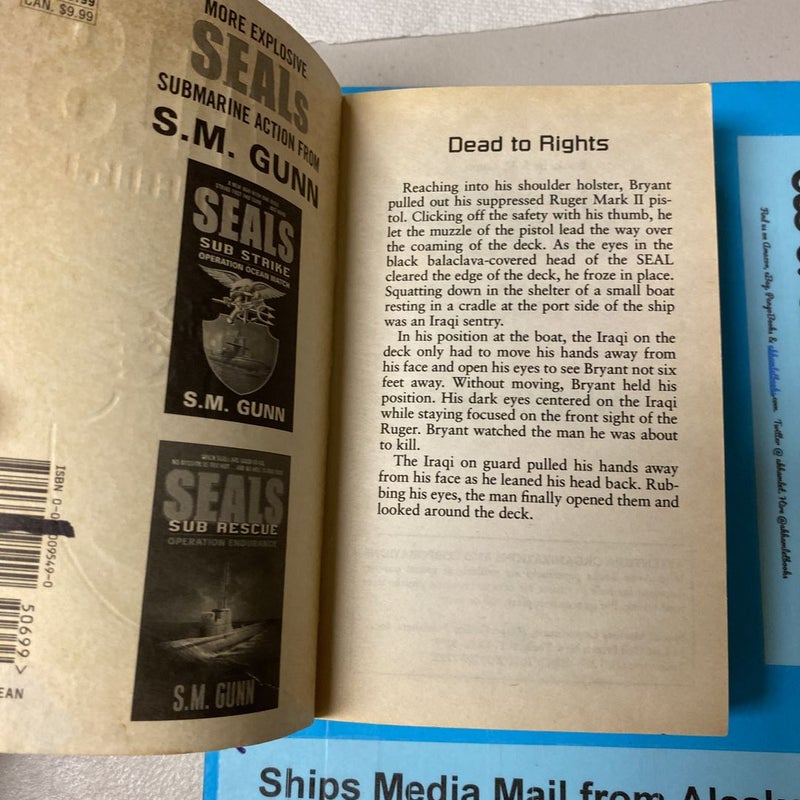 CAN. $9.99
MORE EXPLOSIVE
SEALS
SUBMARINE ACTION FROM
S.M. GUNN
SEALS
SUB STRIKE
OPERATION OCEAN WATCH
S.M. GUNN
SEALS
SUB RESCUE
OPERATION ENDURANCE
S.M. GUNN
ISBN 0-0
009549-0
50699 >
EAN
Dead to Rights
Reaching into his shoulder holster, Bryant
pulled out his suppressed Ruger Mark II pis-
tol. Clicking off the safety with his thumb, he
let the muzzle of the pistol lead the way over
the coaming of the deck. As the eyes in the
black balaclava-covered head of the SEAL
cleared the edge of the deck, he froze in place.
Squatting down in the shelter of a small boat
resting in a cradle at the port side of the ship
was an Iraqi sentry.
In his position at the boat, the Iraqi on the
deck only had to move his hands away from
his face and open his eyes to see Bryant not six
feet away. Without moving, Bryant held his
position. His dark eyes centered on the Iraqi
while staying focused on the front sight of the
Ruger. Bryant watched the man he was about
to kill.
The Iraqi on guard pulled his hands away
from his face as he leaned his head back. Rub-
bing his eyes, the man finally opened them and
looked around the deck.
Find us on Amazon, eBay, PangoBooks &
Ships Media Mail from